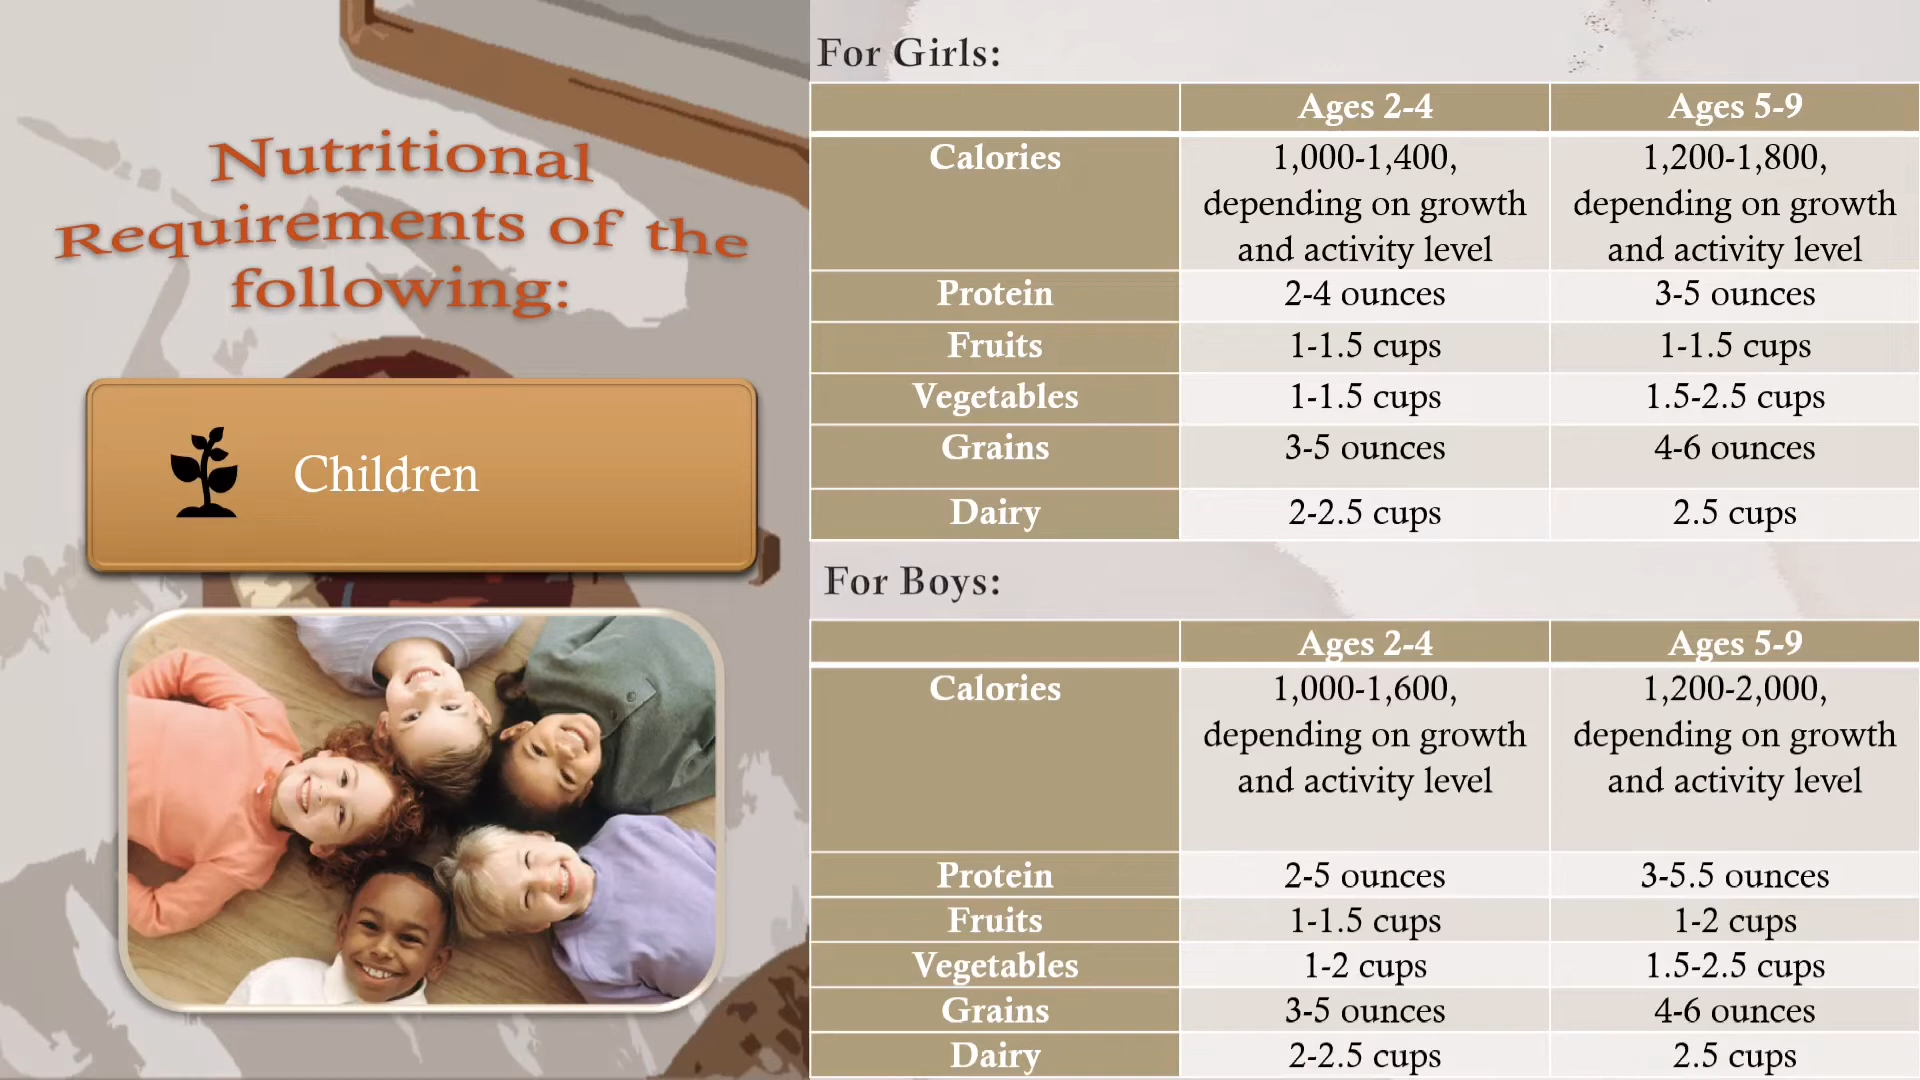 Nutritional
Requirements of the
following:
Children
For Girls:
Ages 2-4 Ages 5-9
Calories 1,000-1,400, 1,200-1,800,
depending on growth depending on growth
and activity level and activity level
Protein 2-4 ounces 3-5 ounces
Fruits 1-1.5 cups 1-1.5 cups
Vegetables 1-1.5 cups 1.5-2.5 cups
Grains 3-5 ounces 4-6 ounces
Dairy 2-2.5 cups 2.5 cups
For Boys:
Ages 2-4 Ages 5-9
Calories 1,000-1,600, 1,200-2,000,
depending on growth depending on growth
and activity level and activity level
Protein 2-5 ounces 3-5.5 ounces
Fruits 1-1.5 cups 1-2 cups
Vegetables 1-2 cups 1.5-2.5 cups
Grains 3-5 ounces 4-6 ounces
Dairy 2-2.5 cups 2.5 cups